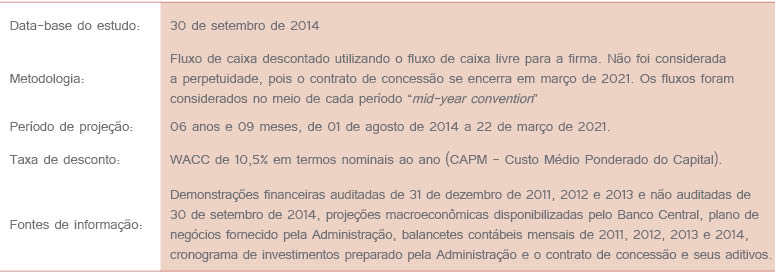 Data-base do estudo: 30 de setembro de 2014
Fluxo de caixa descontado utilizando o fluxo de caixa livre para a firma. Não foi considerada
Metodologia: a perpetuidade, pois o contrato de concessão se encerra em março de 2021. Os fluxos foram
considerados no meio de cada período “mid-year convention”
Período de projeção: 06 anos e 09 meses, de 01 de agosto de 2014 a 22 de março de 2021.
Taxa de desconto: WACC de 10,5% em termos nominais ao ano (CAPM - Custo Médio Ponderado do Capital).
Demonstrações financeiras auditadas de 31 de dezembro de 2011, 2012 e 2013 e não auditadas de
30 de setembro de 2014, projeções macroeconômicas disponibilizadas pelo Banco Central, plano de
Fontes de informação: negócios fornecido pela Administração, balancetes contábeis mensais de 2011, 2012, 2013 e 2014,
cronograma de investimentos preparado pela Administração e o contrato de concessão e seus aditivos.